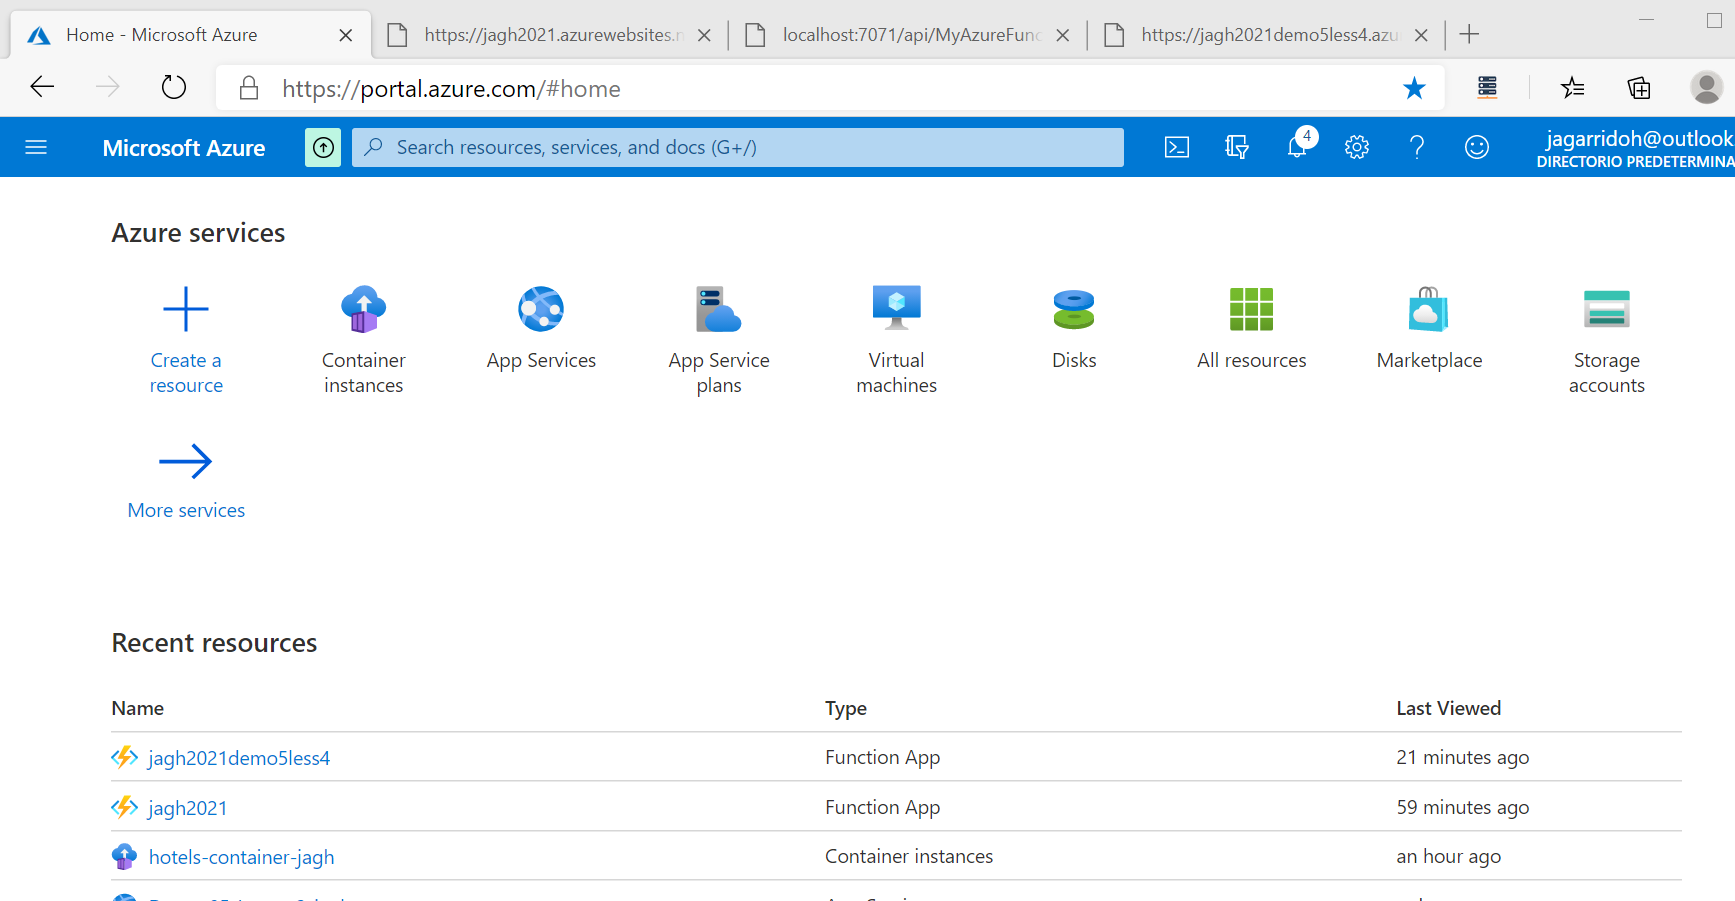 Home - Microsoft Azure
https://jagh2021.azurewebsites.n
localhost:7071/api/MyAzureFunc
https://jagh2021demo5less4.azu
https://portal.azure.com/#home
Microsoft Azure
Search resources, services, and docs (G+/)
4
jagarridoh@outlook
DIRECTORIO PREDETERMINA
Azure services
Create a
resource
Container
instances
App Services
App Service
plans
Virtual
machines
Disks
All resources
Marketplace
Storage
accounts
More services
Recent resources
Name Type Last Viewed
jagh2021demo5less4 Function App 21 minutes ago
jagh2021 Function App 59 minutes ago
hotels-container-jagh Container instances an hour ago